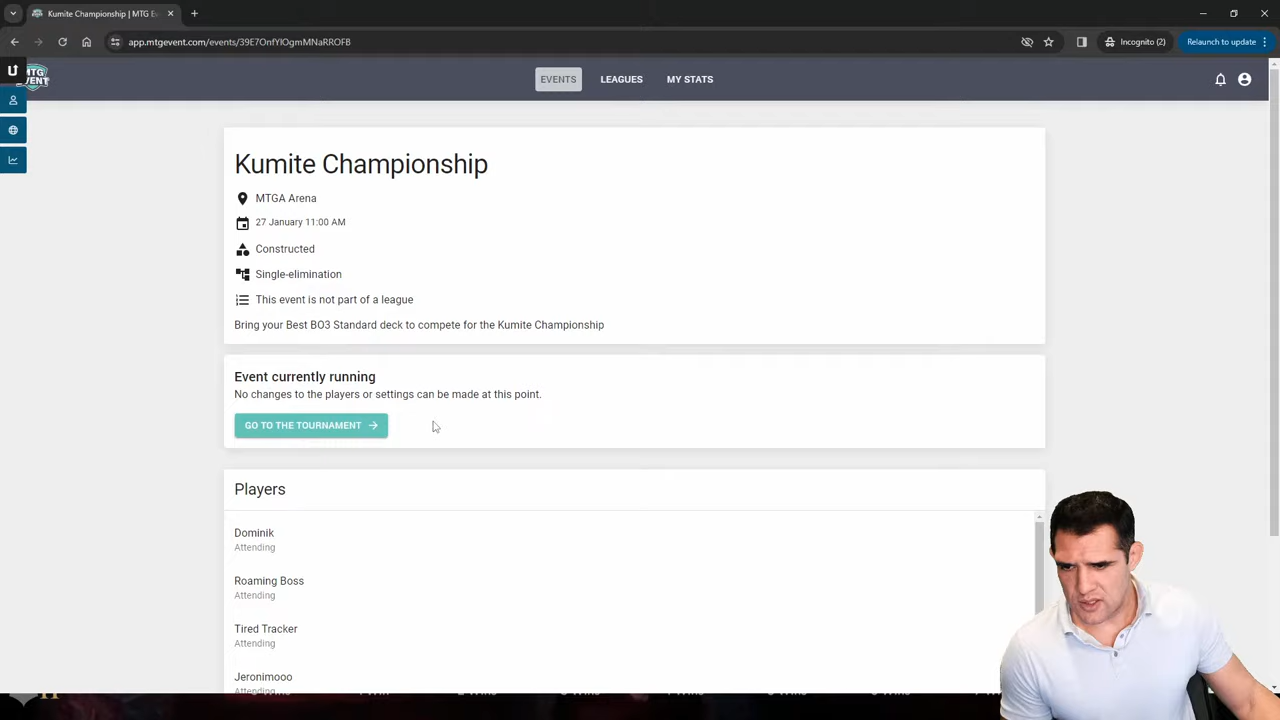 Kumite Championship | MTG E
app.mtgevent.com/events/39E7OnfYlOgmMNaRROFB
Incognito (2)
Relaunch to update
MTG
EVENT
EVENTS
LEAGUES
MY STATS
Kumite Championship
MTGA Arena
27 January 11:00 AM
Constructed
Single-elimination
This event is not part of a league
Bring your Best BO3 Standard deck to compete for the Kumite Championship
Event currently running
No changes to the players or settings can be made at this point.
GO TO THE TOURNAMENT
Players
Dominik
Attending
Roaming Boss
Attending
Tired Tracker
Attending
Jeronimooo
Attending